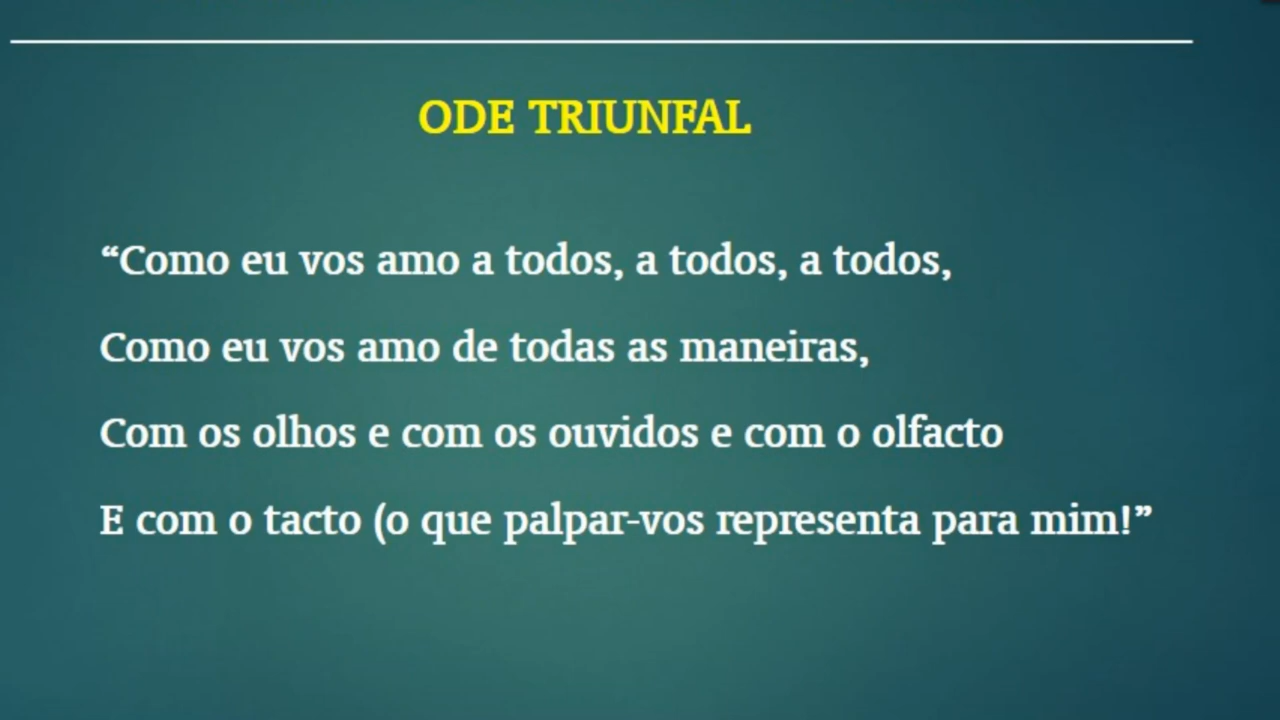 ODE TRIUNFAL
“Como eu vos amo a todos, a todos, a todos,
Como eu vos amo de todas as maneiras,
Com os olhos e com os ouvidos e com o olfacto
E com o tacto (o que palpar-vos representa para mim!”